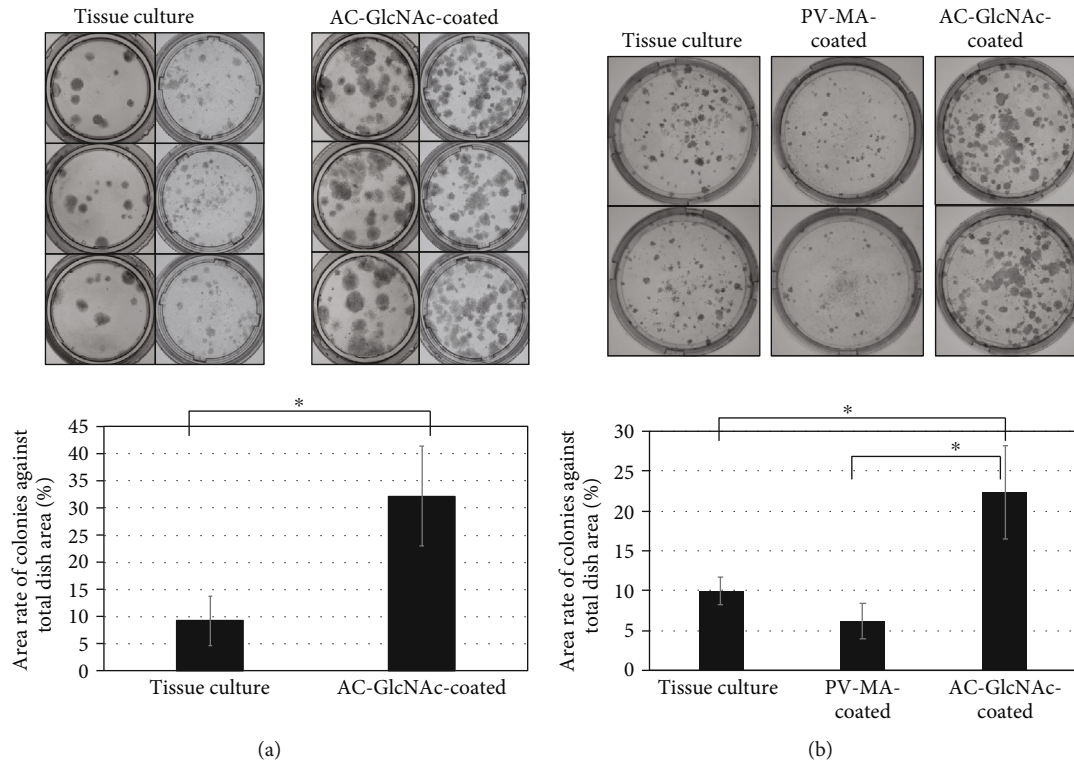 Tissue culture
AC-GlcNAc-coated
*
Area rate of colonies against
total dish area (%)
45
40
35
30
25
20
15
10
5
0
Tissue culture
AC-GlcNAc-coated
(a)
Tissue culture
PV-MA-
coated
AC-GlcNAc-
coated
*
*
Area rate of colonies against
total dish area (%)
30
25
20
15
10
5
0
Tissue culture
PV-MA-
coated
AC-GlcNAc-
coated
(b)